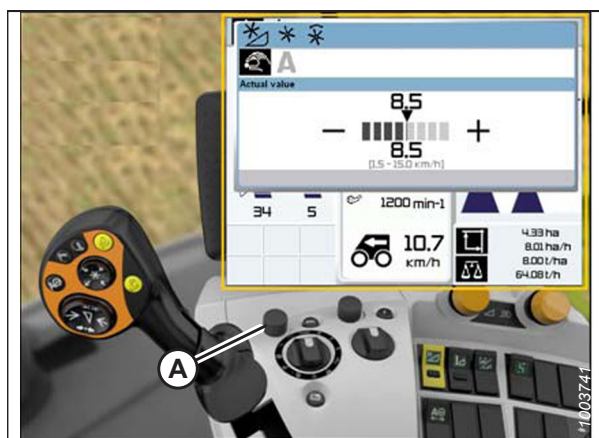 A
Actual value
8.5
− +
8.5
[1.5 - 15.0 km/h]
34 5
1200 min-1
10.7
km/h
4.33 ha
8.01 ha/h
8.00 t/ha
64.08 t/h
A
1003741